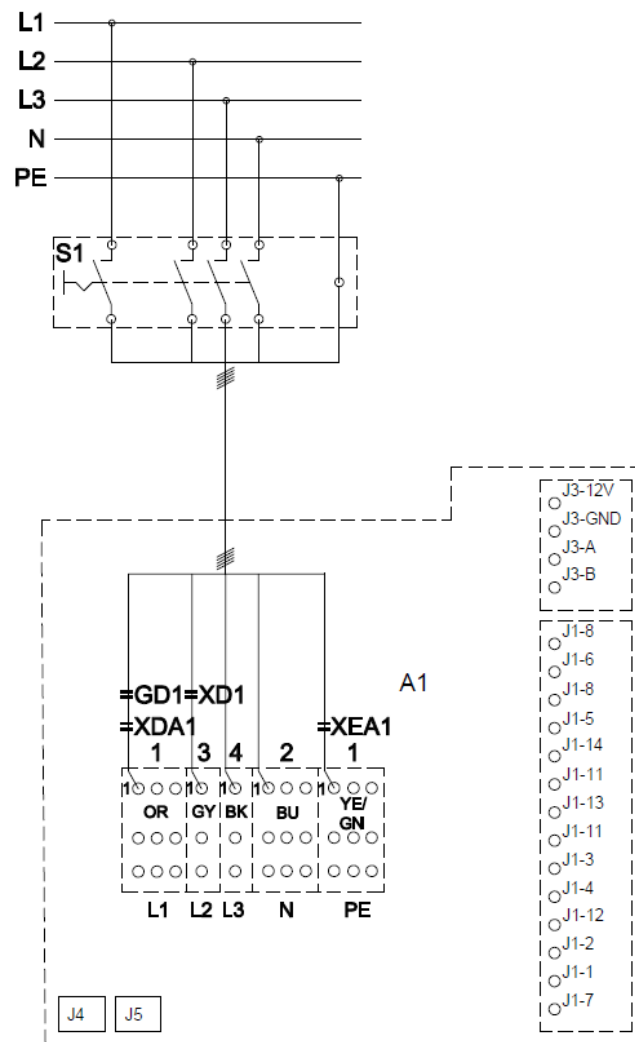 L1
L2
L3
N
PE
S1
J3-12V
J3-GND
J3-A
J3-B
J1-8
J1-6
J1-8
J1-5
J1-14
J1-11
J1-13
J1-11
J1-3
J1-4
J1-12
J1-2
J1-1
J1-7
A1
=GD1=XD1
=XDA1 =XEA1
1 3 4 2 1
1 1 1 1 1
OR GY BK BU YE/
GN
L1 L2 L3 N PE
J4 J5